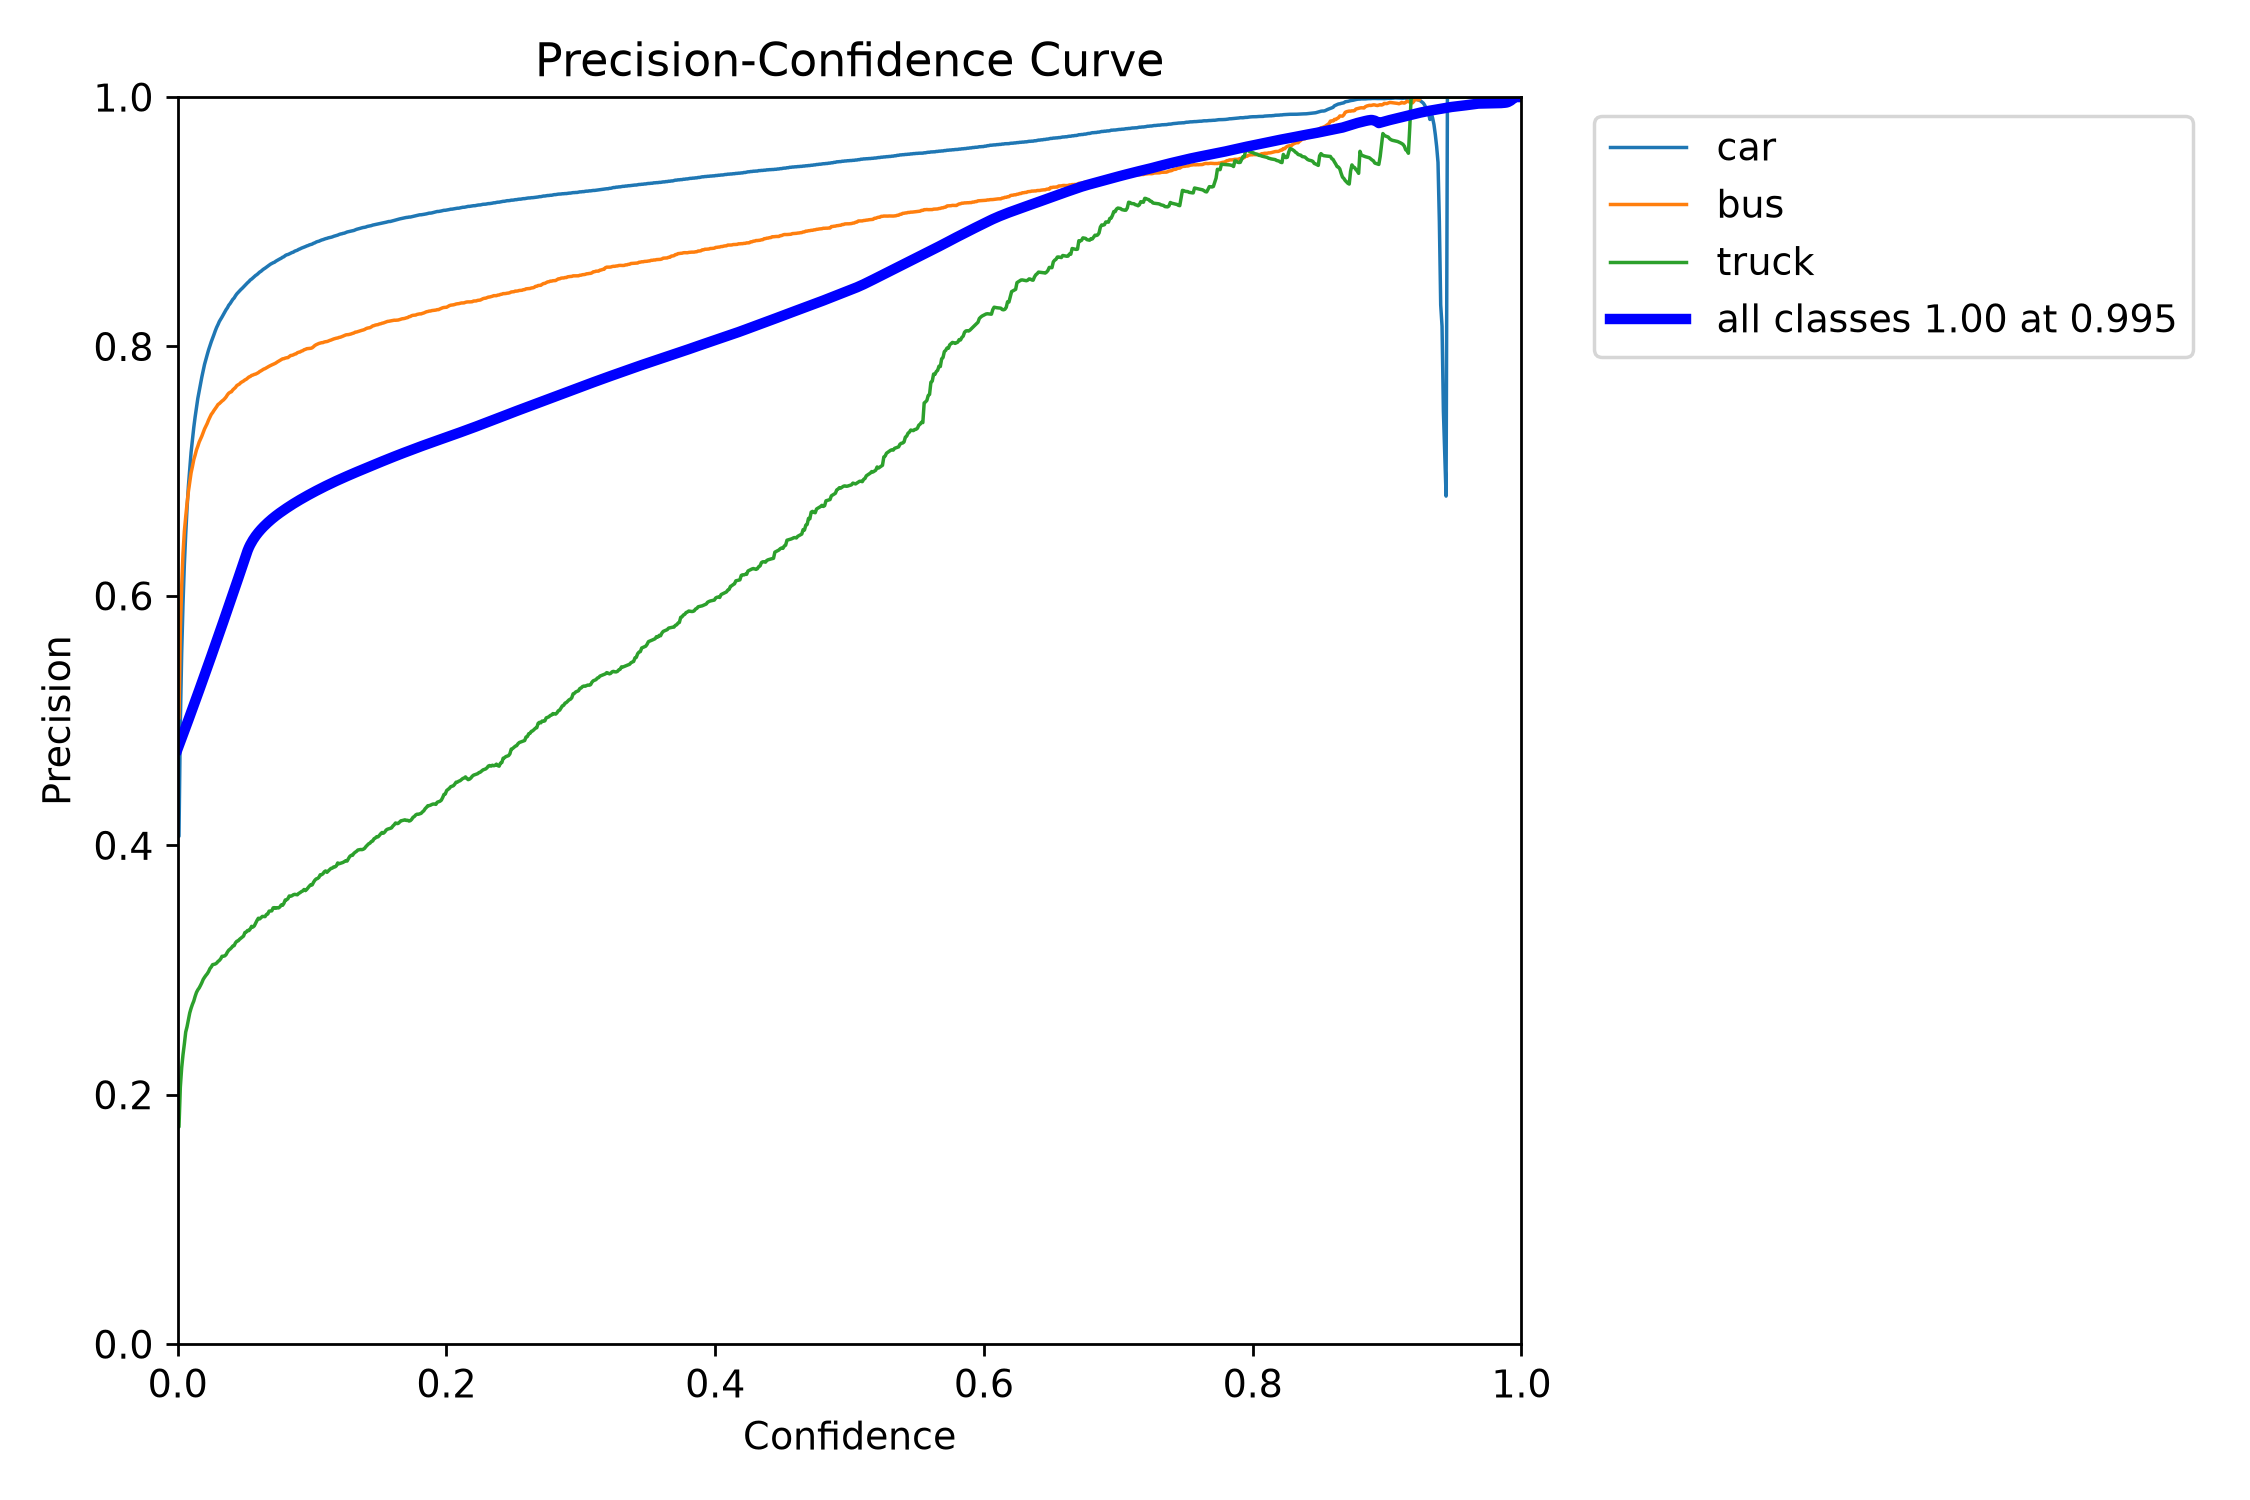 Precision-Confidence Curve
1.0
0.8
0.6
0.4
0.2
0.0
Precision
0.0 0.2 0.4 0.6 0.8 1.0
Confidence
car
bus
truck
all classes 1.00 at 0.995